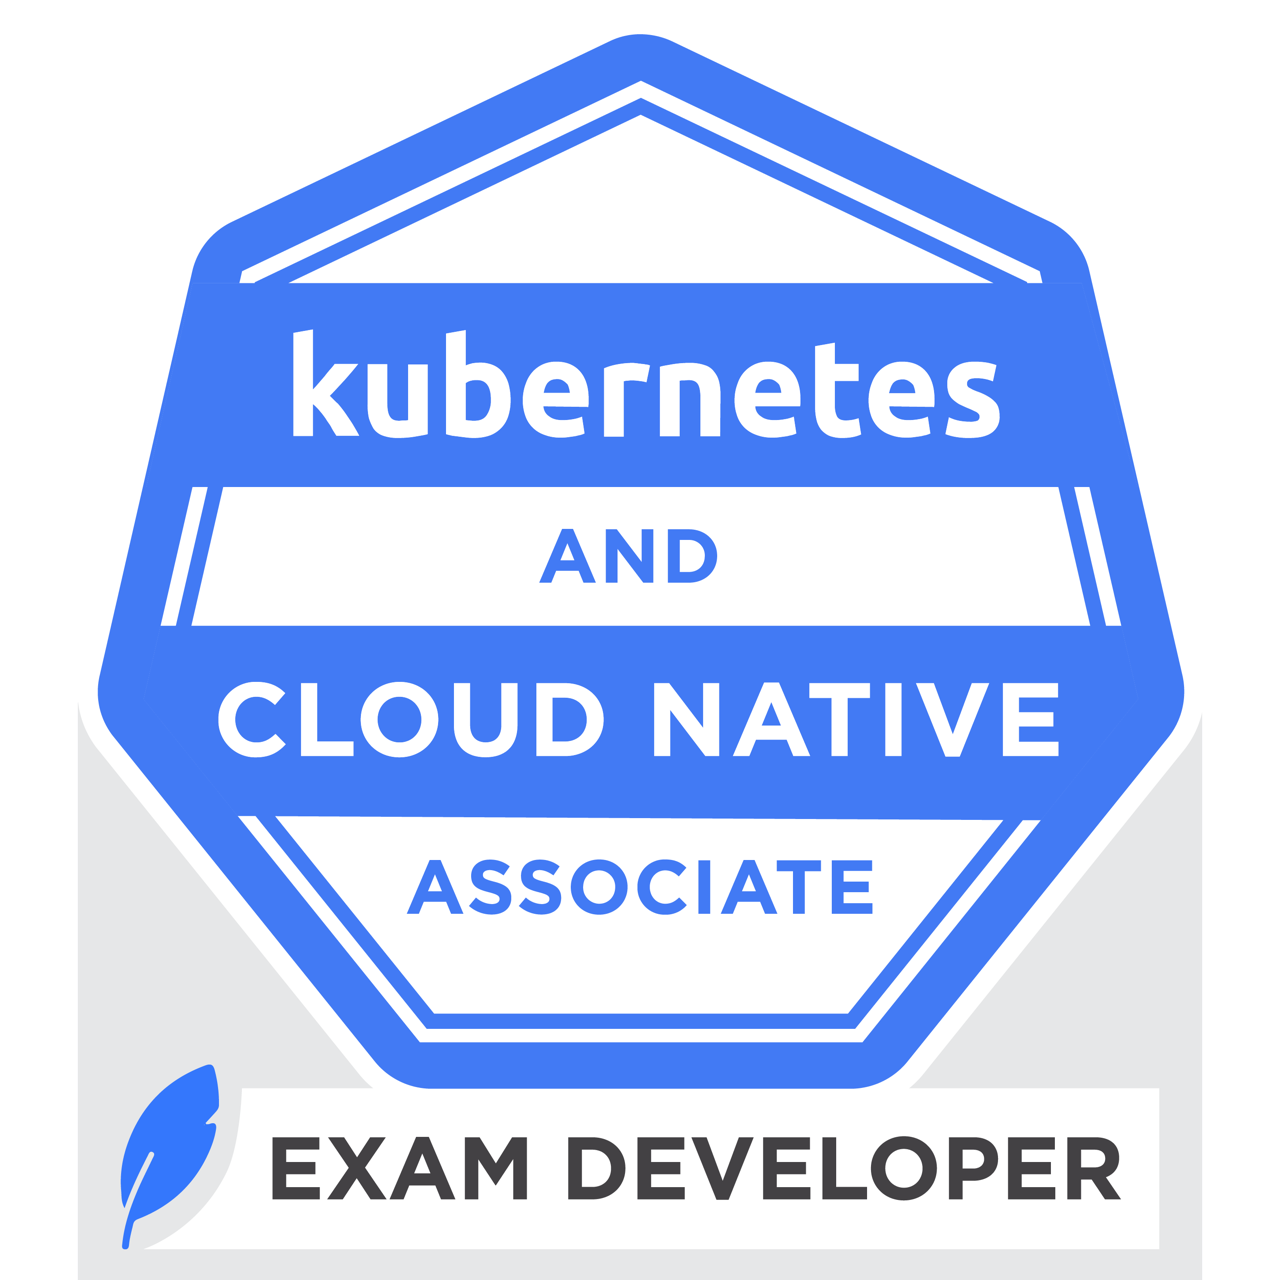 kubernetes
AND
CLOUD NATIVE
ASSOCIATE
EXAM DEVELOPER